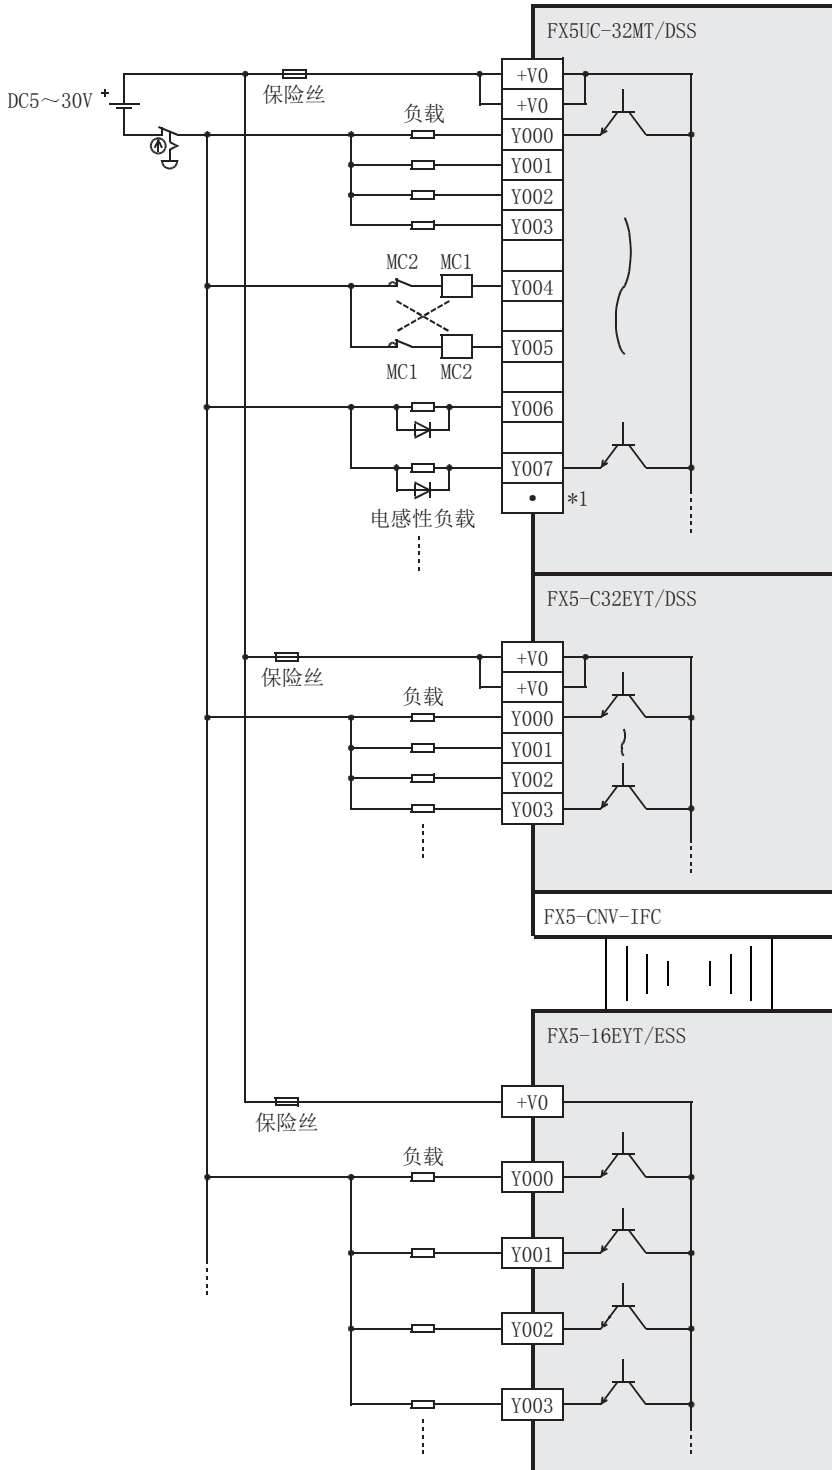 FX5UC-32MT/DSS
DC5～30V
+
保险丝
+V0
+V0
负载
Y000
Y001
Y002
Y003
MC2 MC1
Y004
Y005
MC1 MC2
Y006
Y007
• *1
电感性负载
FX5-C32EYT/DSS
+V0
保险丝
+V0
负载
Y000
Y001
Y002
Y003
FX5-CNV-IFC
FX5-16EYT/ESS
+V0
保险丝
负载
Y000
Y001
Y002
Y003